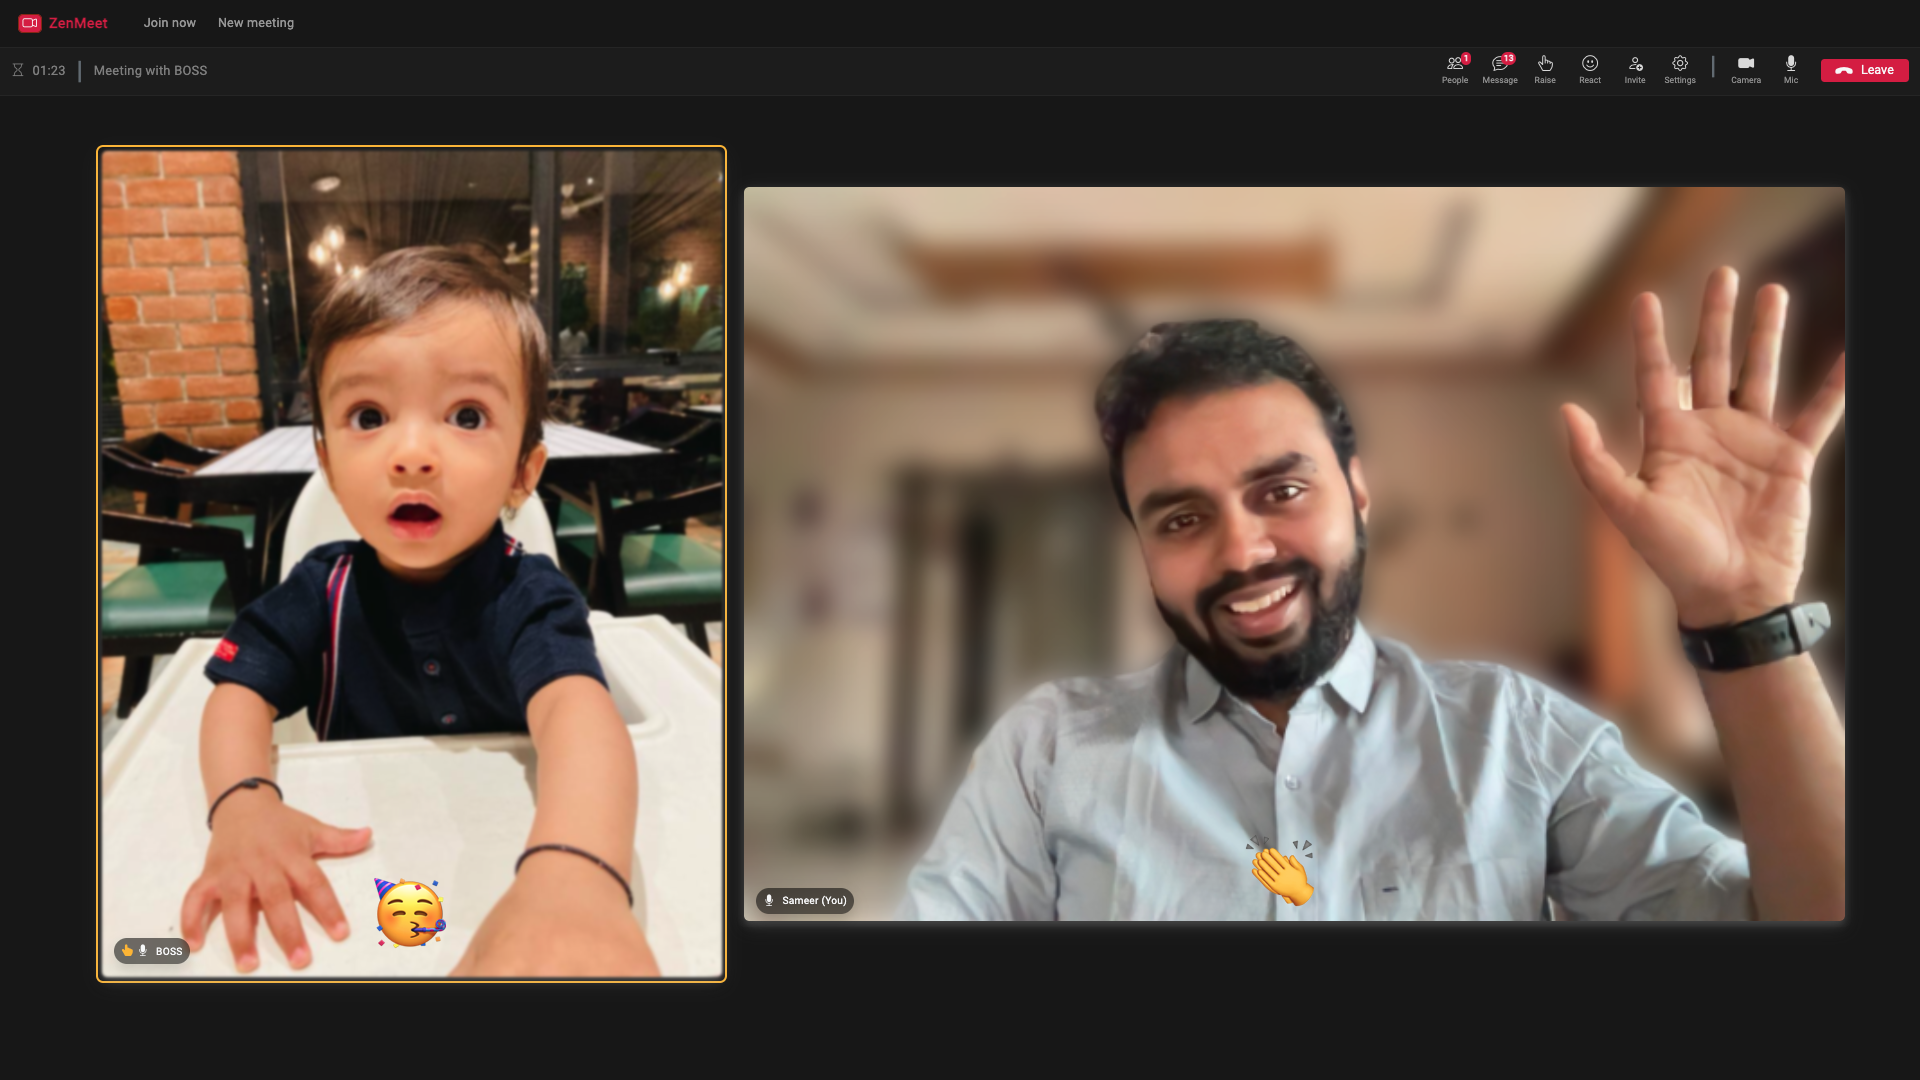 ZenMeet
Join now
New meeting
01:23
Meeting with BOSS
1
People
13
Message
Raise
React
Invite
Settings
Camera
Mic
Leave
BOSS
Sameer (You)